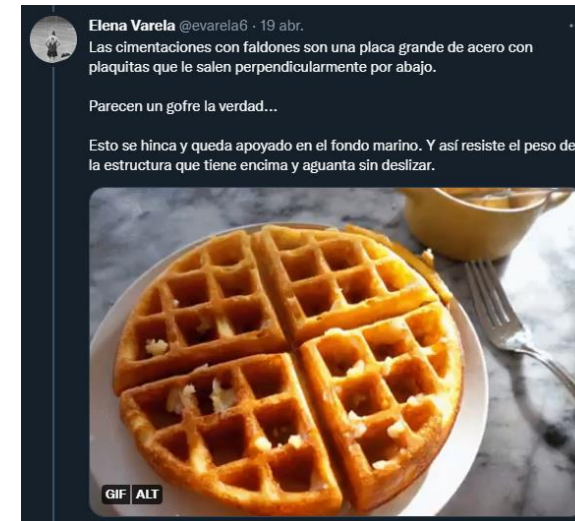 Elena Varela @evarela6 · 19 abr.
Las cimentaciones con faldones son una placa grande de acero con
plaquitas que le salen perpendicularmente por abajo.
Parecen un gofre la verdad...
Esto se hinca y queda apoyado en el fondo marino. Y así resiste el peso de
la estructura que tiene encima y aguanta sin deslizar.
GIF ALT